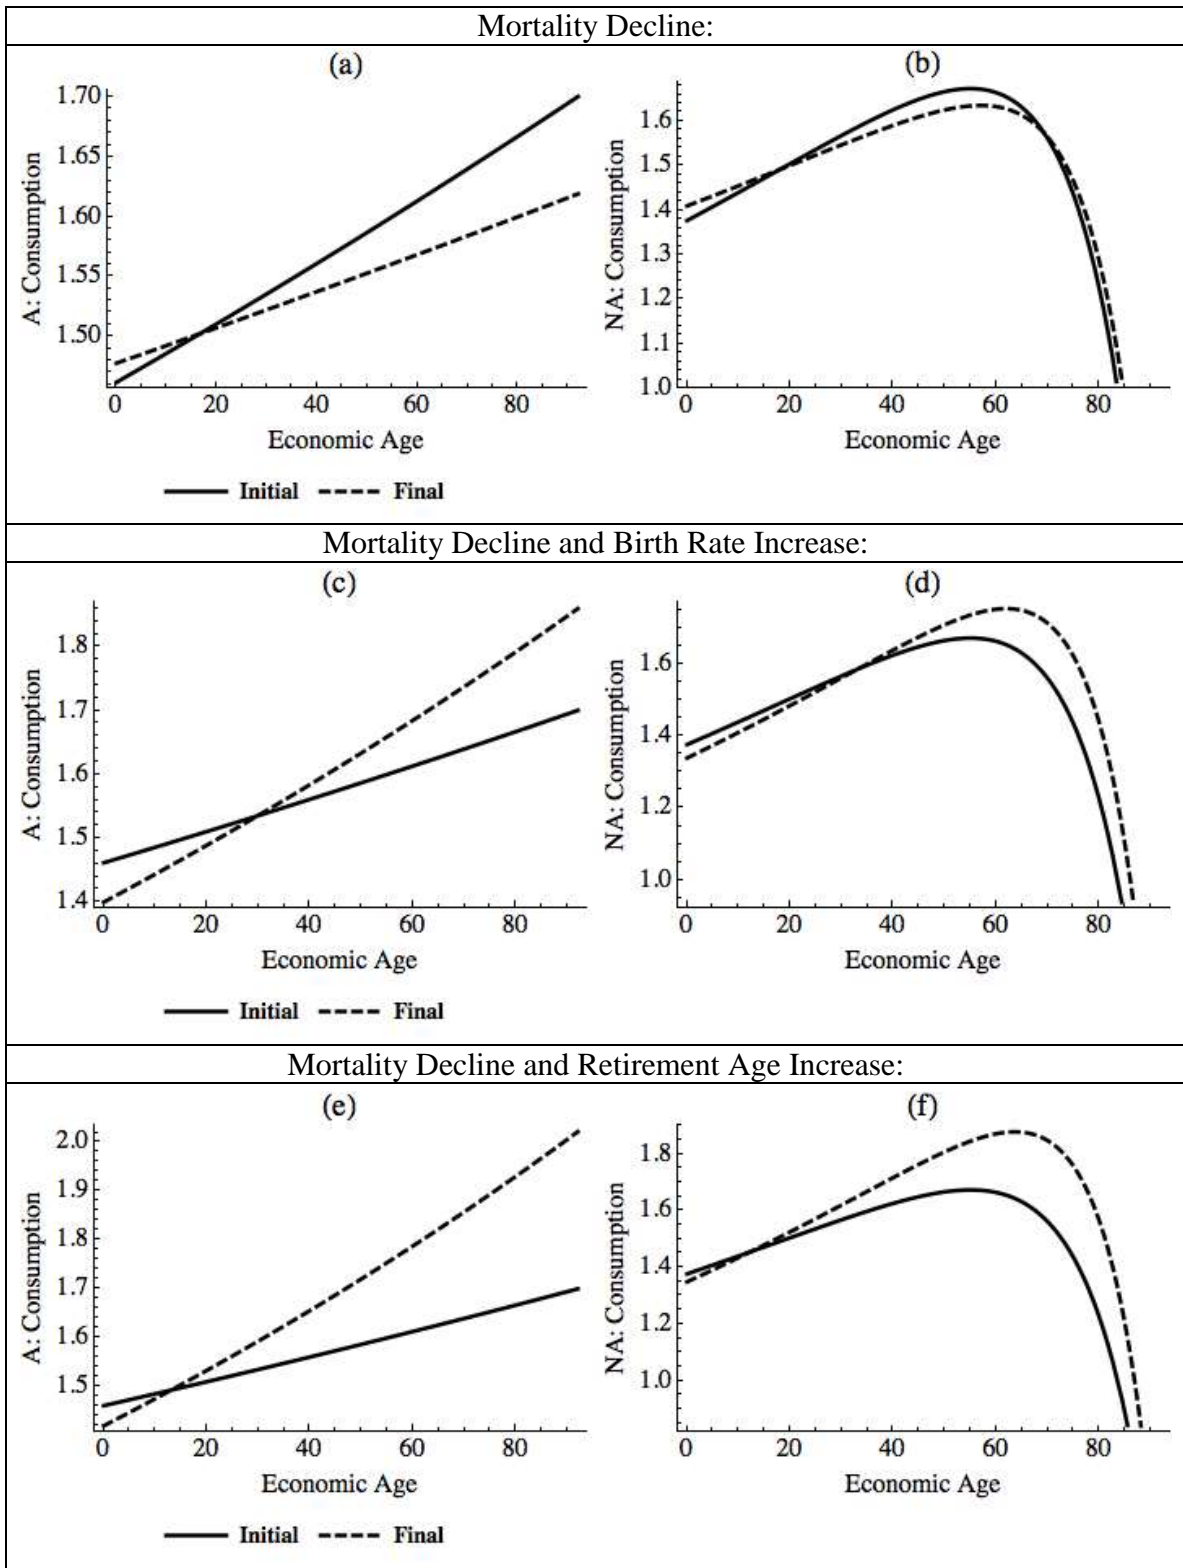 Mortality Decline:
(a)
(b)
1.70
1.65
1.60
1.55
1.50
A: Consumption
0 20 40 60 80
Economic Age
1.6
1.5
1.4
1.3
1.2
1.1
1.0
NA: Consumption
0 20 40 60 80
Economic Age
Initial Final
Mortality Decline and Birth Rate Increase:
(c)
(d)
1.8
1.7
1.6
1.5
1.4
A: Consumption
0 20 40 60 80
Economic Age
1.6
1.4
1.2
1.0
NA: Consumption
0 20 40 60 80
Economic Age
Initial Final
Mortality Decline and Retirement Age Increase:
(e)
(f)
2.0
1.9
1.8
1.7
1.6
1.5
A: Consumption
0 20 40 60 80
Economic Age
1.8
1.6
1.4
1.2
1.0
NA: Consumption
0 20 40 60 80
Economic Age
Initial Final